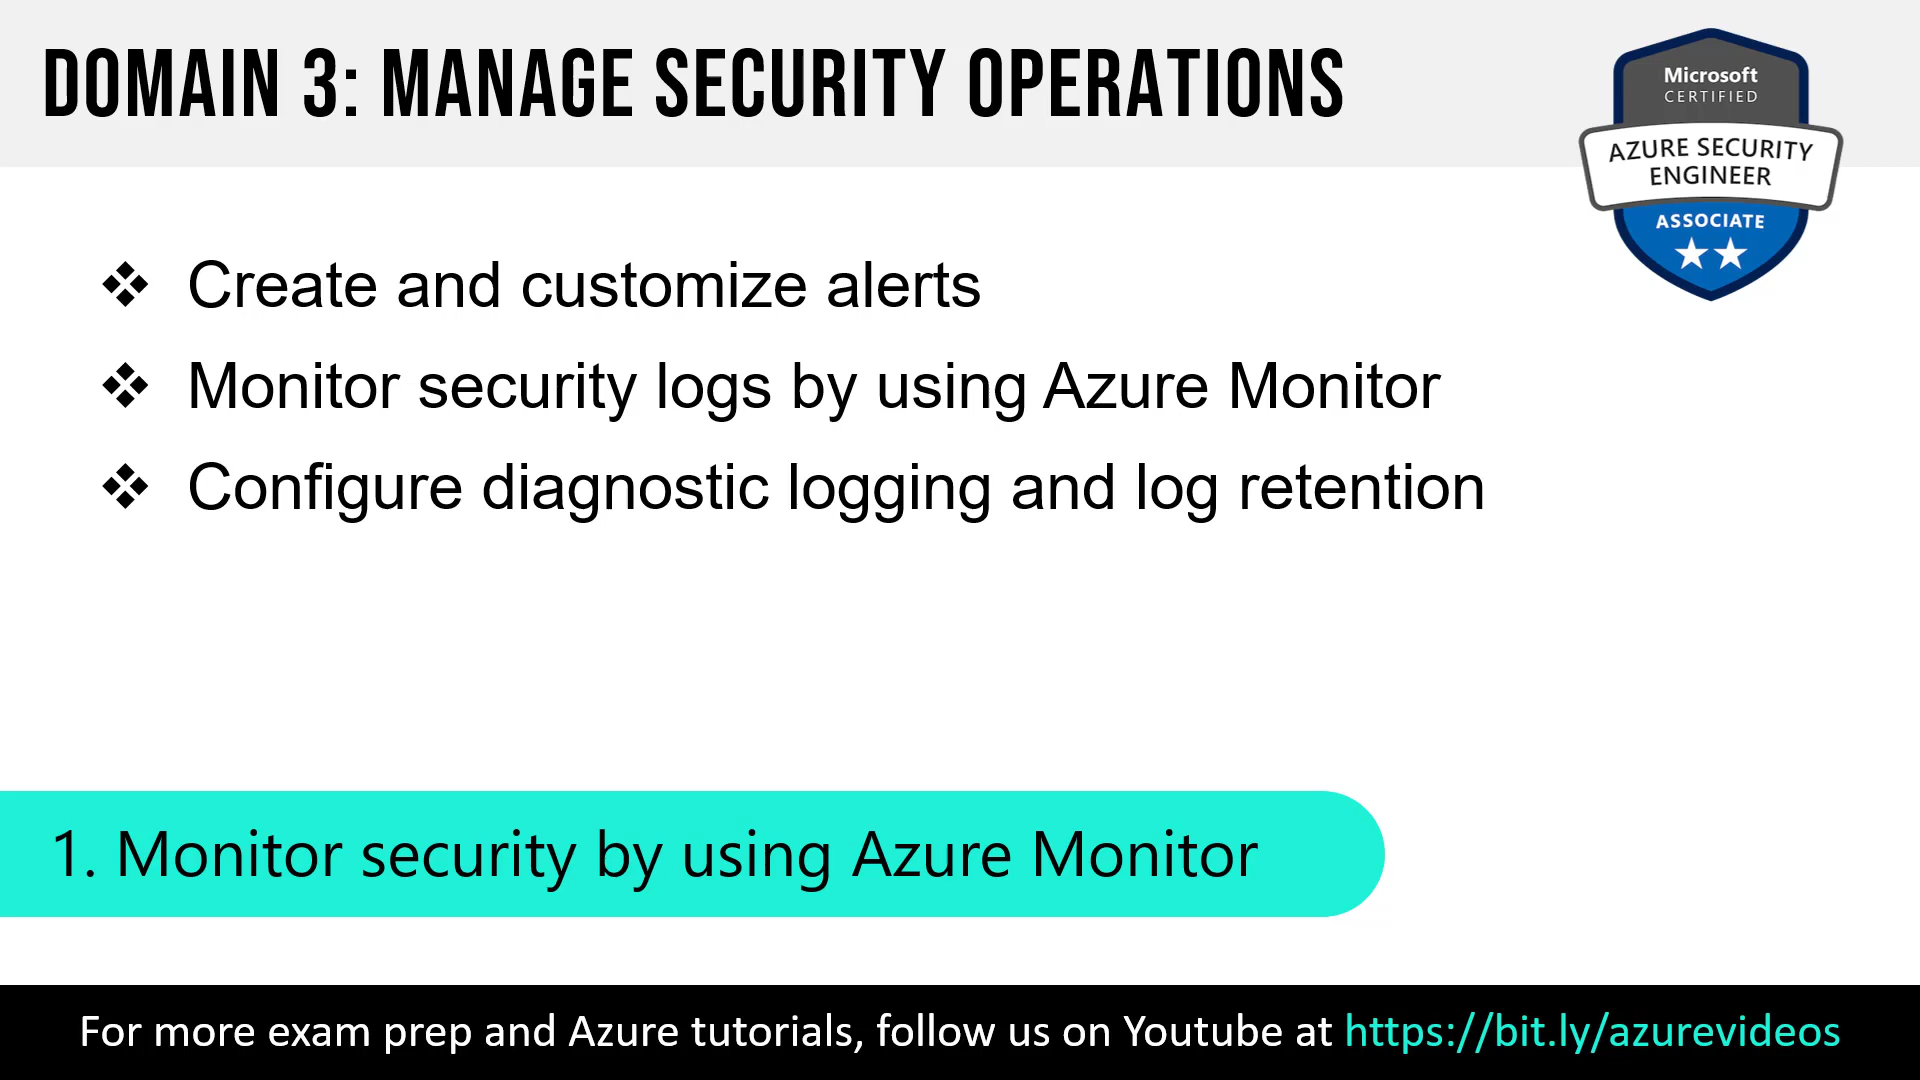 DOMAIN 3: MANAGE SECURITY OPERATIONS
Microsoft
CERTIFIED
AZURE SECURITY
ENGINEER
ASSOCIATE
❖ Create and customize alerts
❖ Monitor security logs by using Azure Monitor
❖ Configure diagnostic logging and log retention
1. Monitor security by using Azure Monitor
For more exam prep and Azure tutorials, follow us on Youtube at https://bit.ly/azurevideos